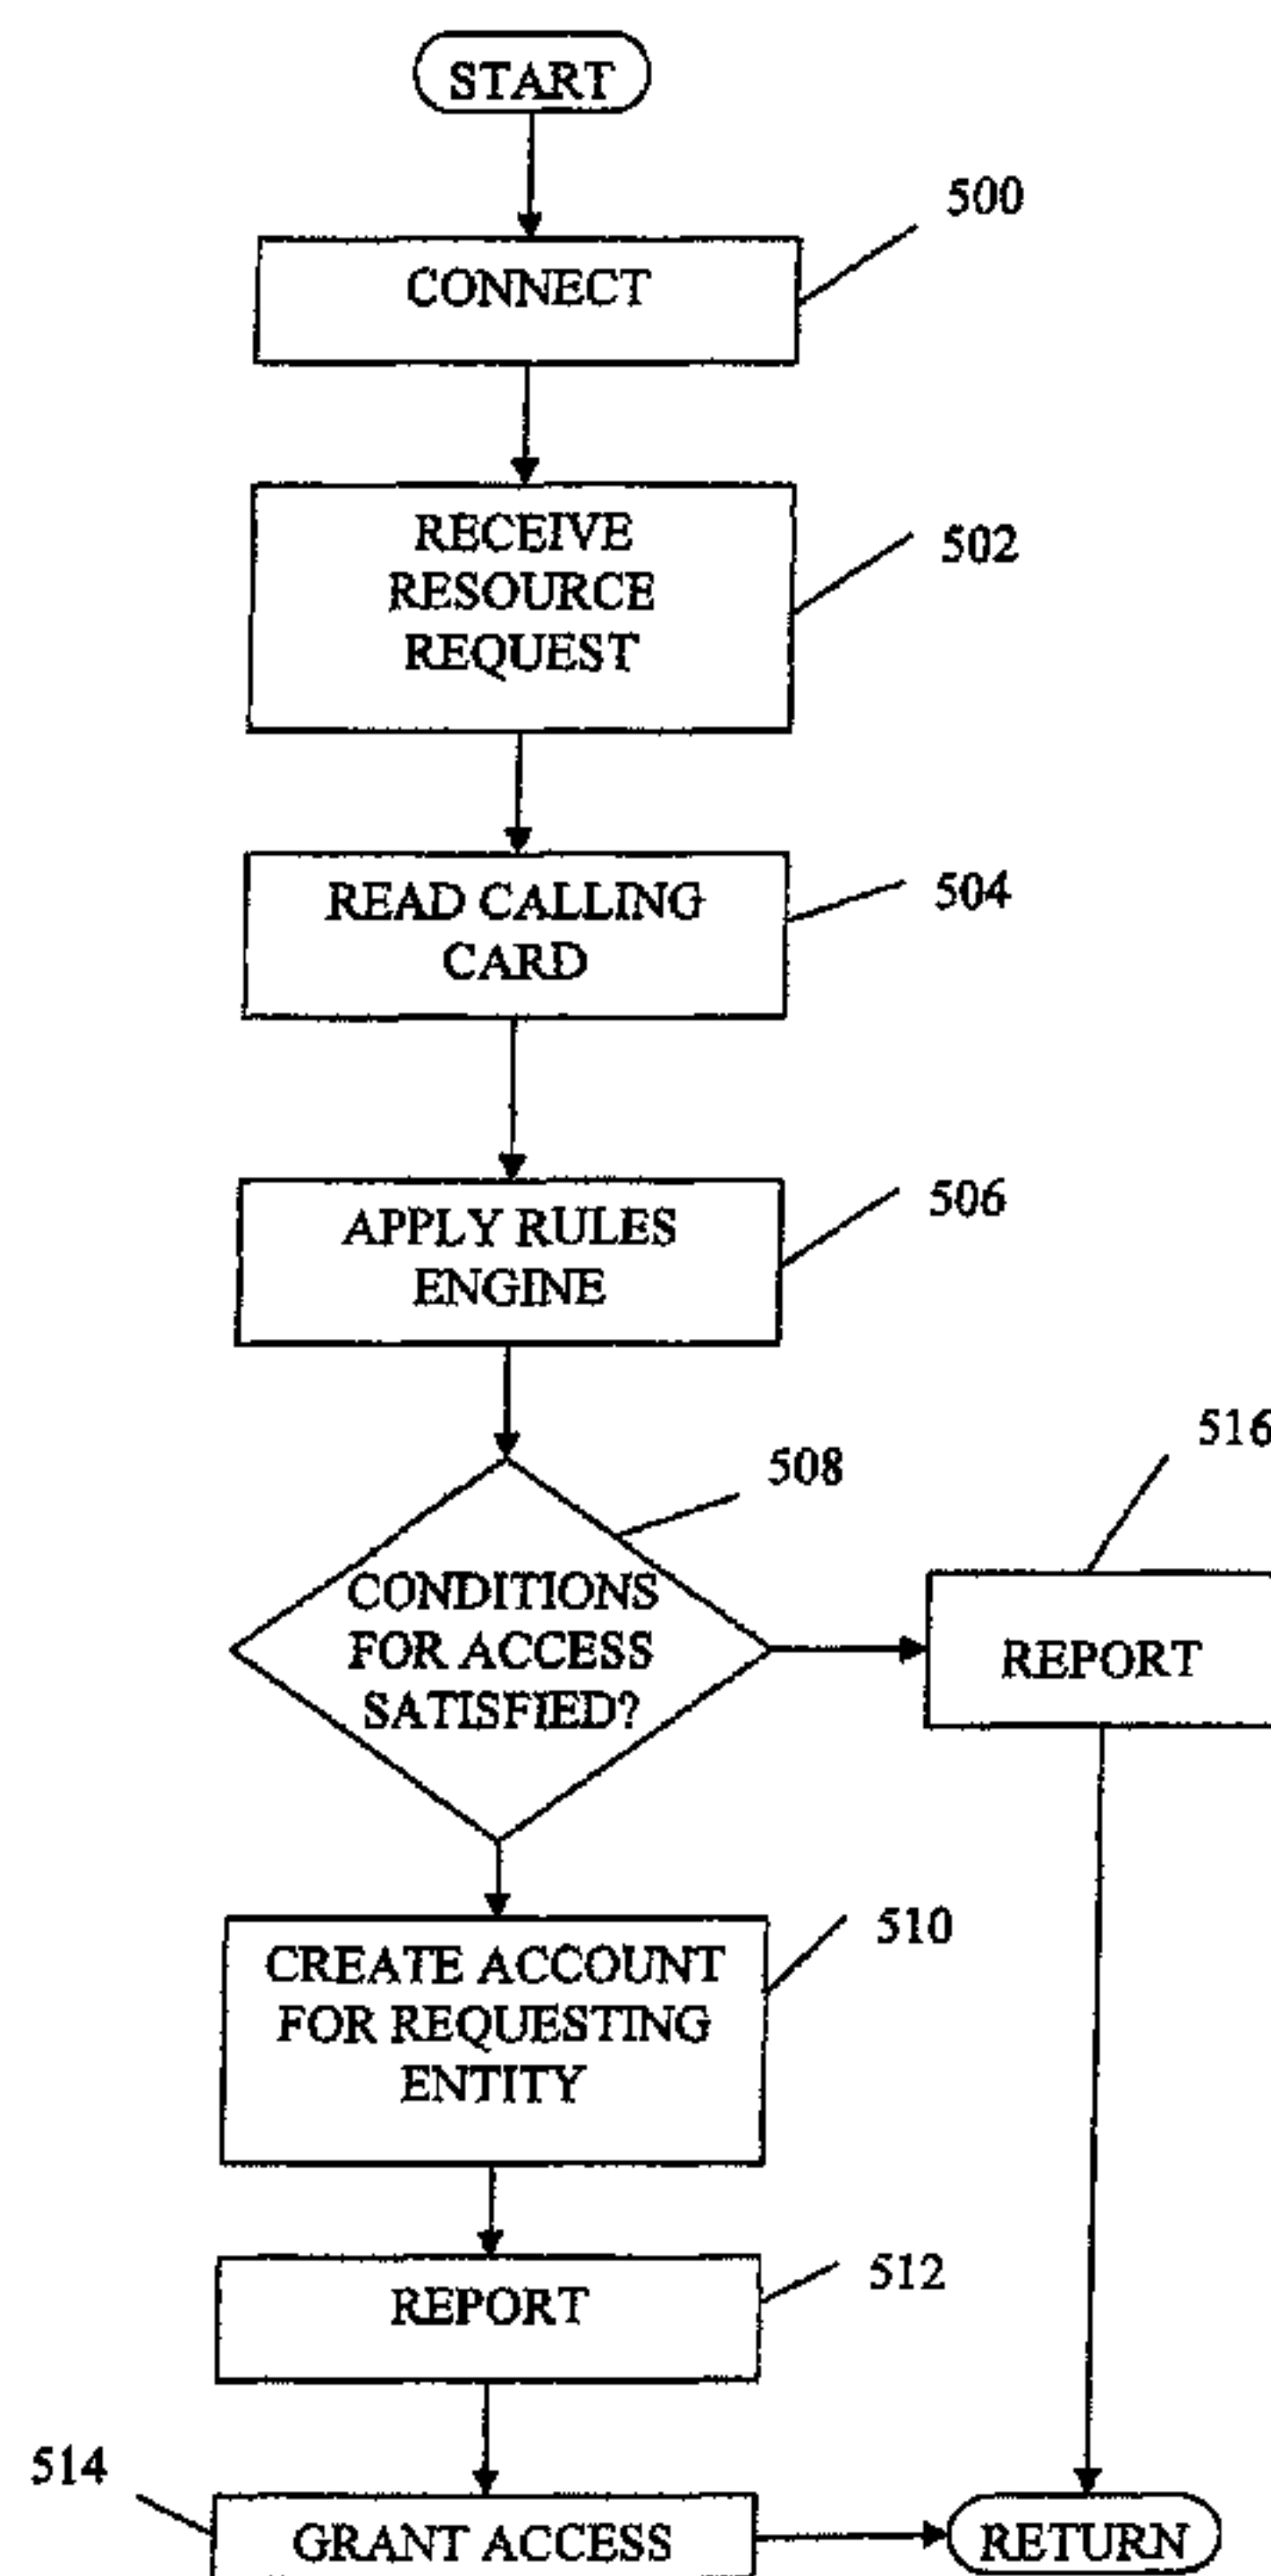 START
500
CONNECT
RECEIVE
RESOURCE
REQUEST
502
READ CALLING
CARD
504
APPLY RULES
ENGINE
506
508
516
CONDITIONS
FOR ACCESS
SATISFIED?
REPORT
510
CREATE ACCOUNT
FOR REQUESTING
ENTITY
512
REPORT
514
GRANT ACCESS
RETURN